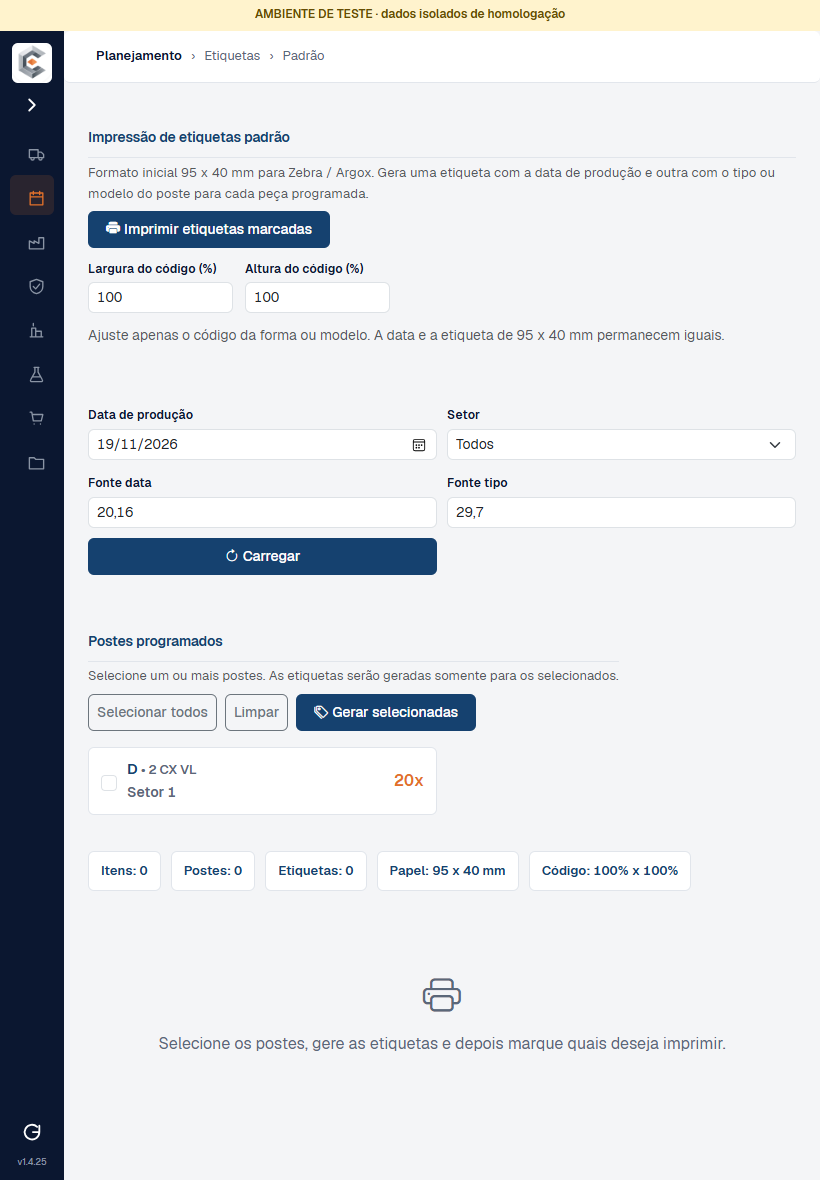 AMBIENTE DE TESTE · dados isolados de homologação
Planejamento › Etiquetas › Padrão
Impressão de etiquetas padrão
Formato inicial 95 x 40 mm para Zebra / Argox. Gera uma etiqueta com a data de produção e outra com o tipo ou
modelo do poste para cada peça programada.
Imprimir etiquetas marcadas
Largura do código (%) Altura do código (%)
100 100
Ajuste apenas o código da forma ou modelo. A data e a etiqueta de 95 x 40 mm permanecem iguais.
Data de produção Setor
19/11/2026 Todos
Fonte data Fonte tipo
20,16 29,7
Carregar
Postes programados
Selecione um ou mais postes. As etiquetas serão geradas somente para os selecionados.
Selecionar todos Limpar Gerar selecionadas
D • 2 CX VL
Setor 1
20x
Itens: 0 Postes: 0 Etiquetas: 0 Papel: 95 x 40 mm Código: 100% x 100%
Selecione os postes, gere as etiquetas e depois marque quais deseja imprimir.
v1.4.25